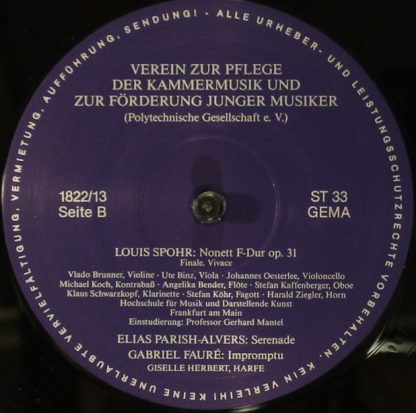 ALLE URHEBER- UND LEISTUNGSSCHUTZRECHTE VORBEHALTEN. KEIN VERLEIH! KEINE UNERLAUBTE VERVIELFÄLTIGUNG, VERMIETUNG, AUFFÜHRUNG, SENDUNG!
VEREIN ZUR PFLEGE
DER KAMMERMUSIK UND
ZUR FÖRDERUNG JUNGER MUSIKER
(Polytechnische Gesellschaft e. V.)
1822/13 ST 33
Seite B GEMA
LOUIS SPOHR: Nonett F-Dur op. 31
Finale, Vivace
Vlado Brunner, Violine · Ute Binz, Viola · Johannes Oesterlee, Violoncello
Michael Koch, Kontrabaß · Angelika Bender, Flöte · Stefan Kaffenberger, Oboe
Klaus Schwarzkopf, Klarinette · Stefan Köhr, Fagott · Harald Ziegler, Horn
Hochschule für Musik und Darstellende Kunst
Frankfurt am Main
Einstudierung: Professor Gerhard Mantel
ELIAS PARISH-ALVERS: Serenade
GABRIEL FAURÉ: Impromptu
GISELLE HERBERT, HARFE